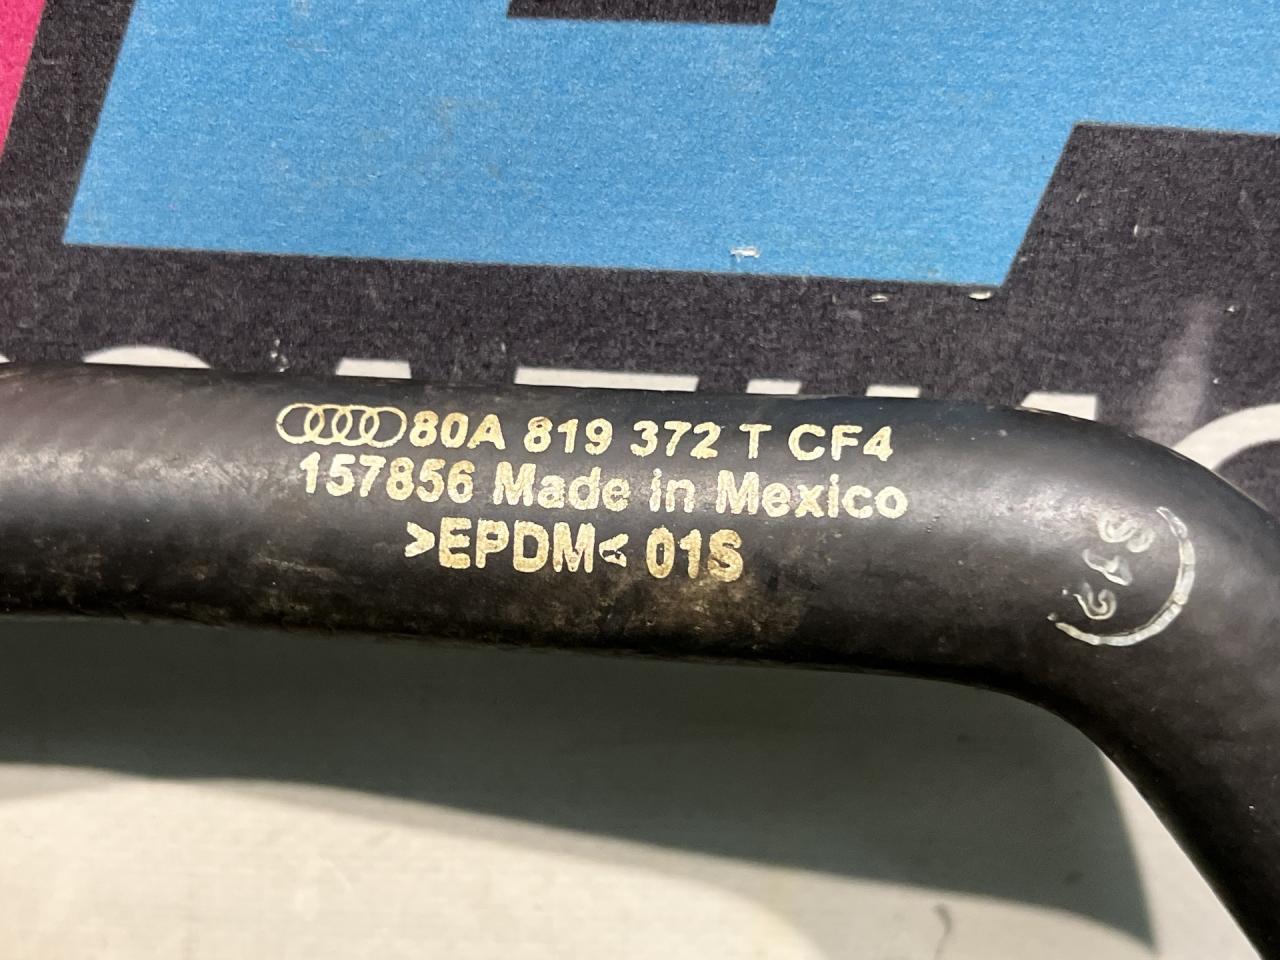 80A 819 372 T CF4
157856 Made in Mexico
>EPDM< 01S